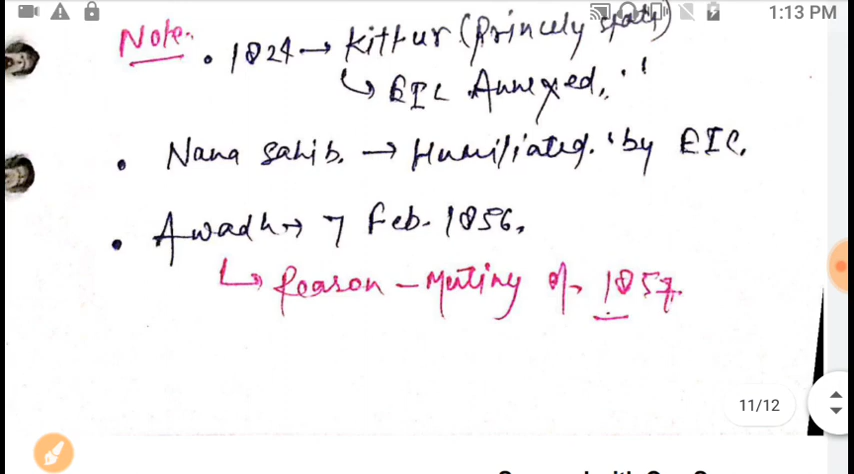 1:13 PM
Note.
• 1824 → Kittur (Princely State)
↳ EIC Annexed,
• Nana Sahib. → Humiliated. by EIC.
• Awadh → 7 Feb. 1856.
↳ Reason - Mutiny of 1857.
11/12